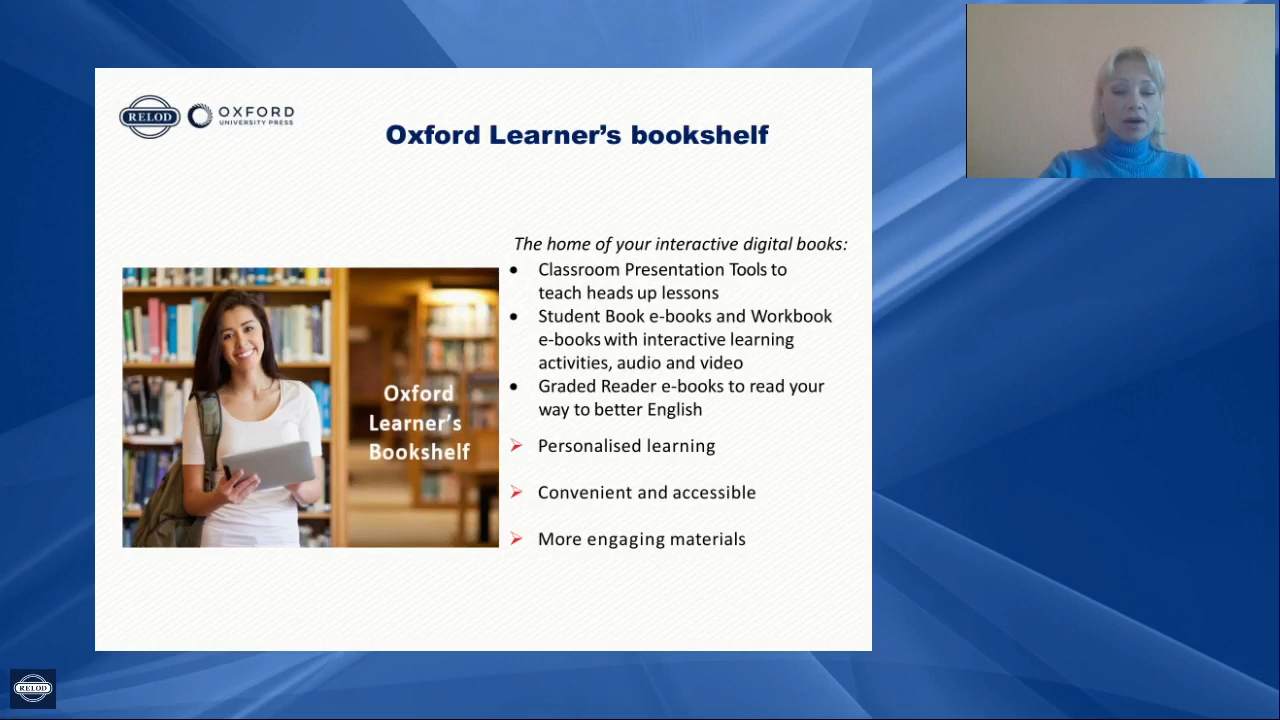 RELOD
OXFORD
UNIVERSITY PRESS
Oxford Learner’s bookshelf
The home of your interactive digital books:
• Classroom Presentation Tools to
teach heads up lessons
• Student Book e-books and Workbook
e-books with interactive learning
activities, audio and video
• Graded Reader e-books to read your
way to better English
➢ Personalised learning
➢ Convenient and accessible
➢ More engaging materials
Oxford
Learner’s
Bookshelf
RELOD